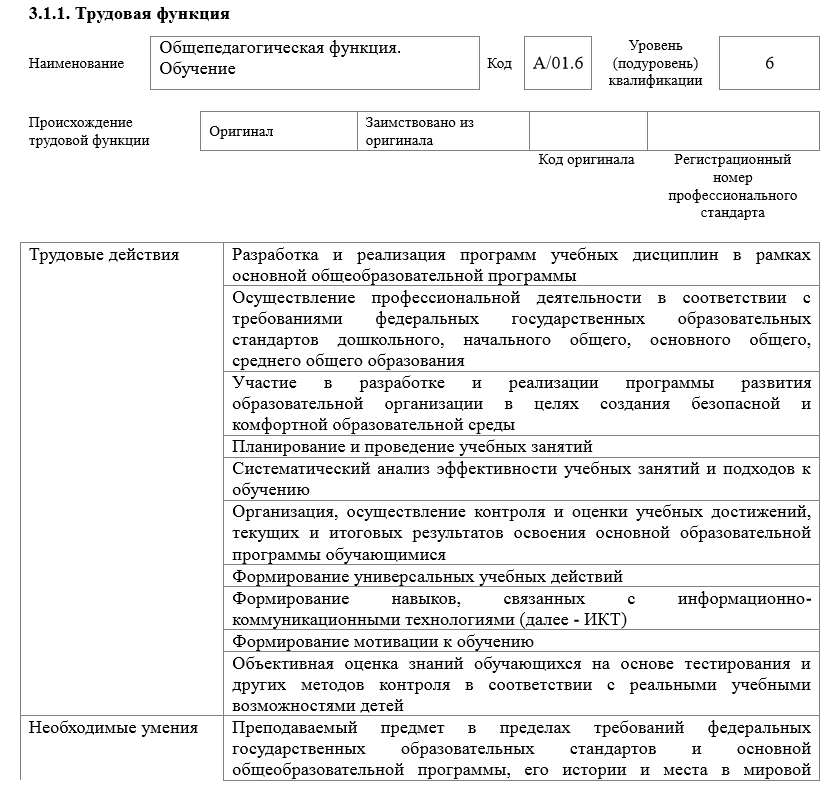 3.1.1. Трудовая функция
Наименование
Общепедагогическая функция.
Обучение
Код
A/01.6
Уровень
(подуровень)
квалификации
6
Происхождение
трудовой функции
Оригинал
Заимствовано из
оригинала
Код оригинала
Регистрационный
номер
профессионального
стандарта
Трудовые действия
Разработка и реализация программ учебных дисциплин в рамках
основной общеобразовательной программы
Осуществление профессиональной деятельности в соответствии с
требованиями федеральных государственных образовательных
стандартов дошкольного, начального общего, основного общего,
среднего общего образования
Участие в разработке и реализации программы развития
образовательной организации в целях создания безопасной и
комфортной образовательной среды
Планирование и проведение учебных занятий
Систематический анализ эффективности учебных занятий и подходов к
обучению
Организация, осуществление контроля и оценки учебных достижений,
текущих и итоговых результатов освоения основной образовательной
программы обучающимися
Формирование универсальных учебных действий
Формирование навыков, связанных с информационно-
коммуникационными технологиями (далее - ИКТ)
Формирование мотивации к обучению
Объективная оценка знаний обучающихся на основе тестирования и
других методов контроля в соответствии с реальными учебными
возможностями детей
Необходимые умения
Преподаваемый предмет в пределах требований федеральных
государственных образовательных стандартов и основной
общеобразовательной программы, его истории и места в мировой